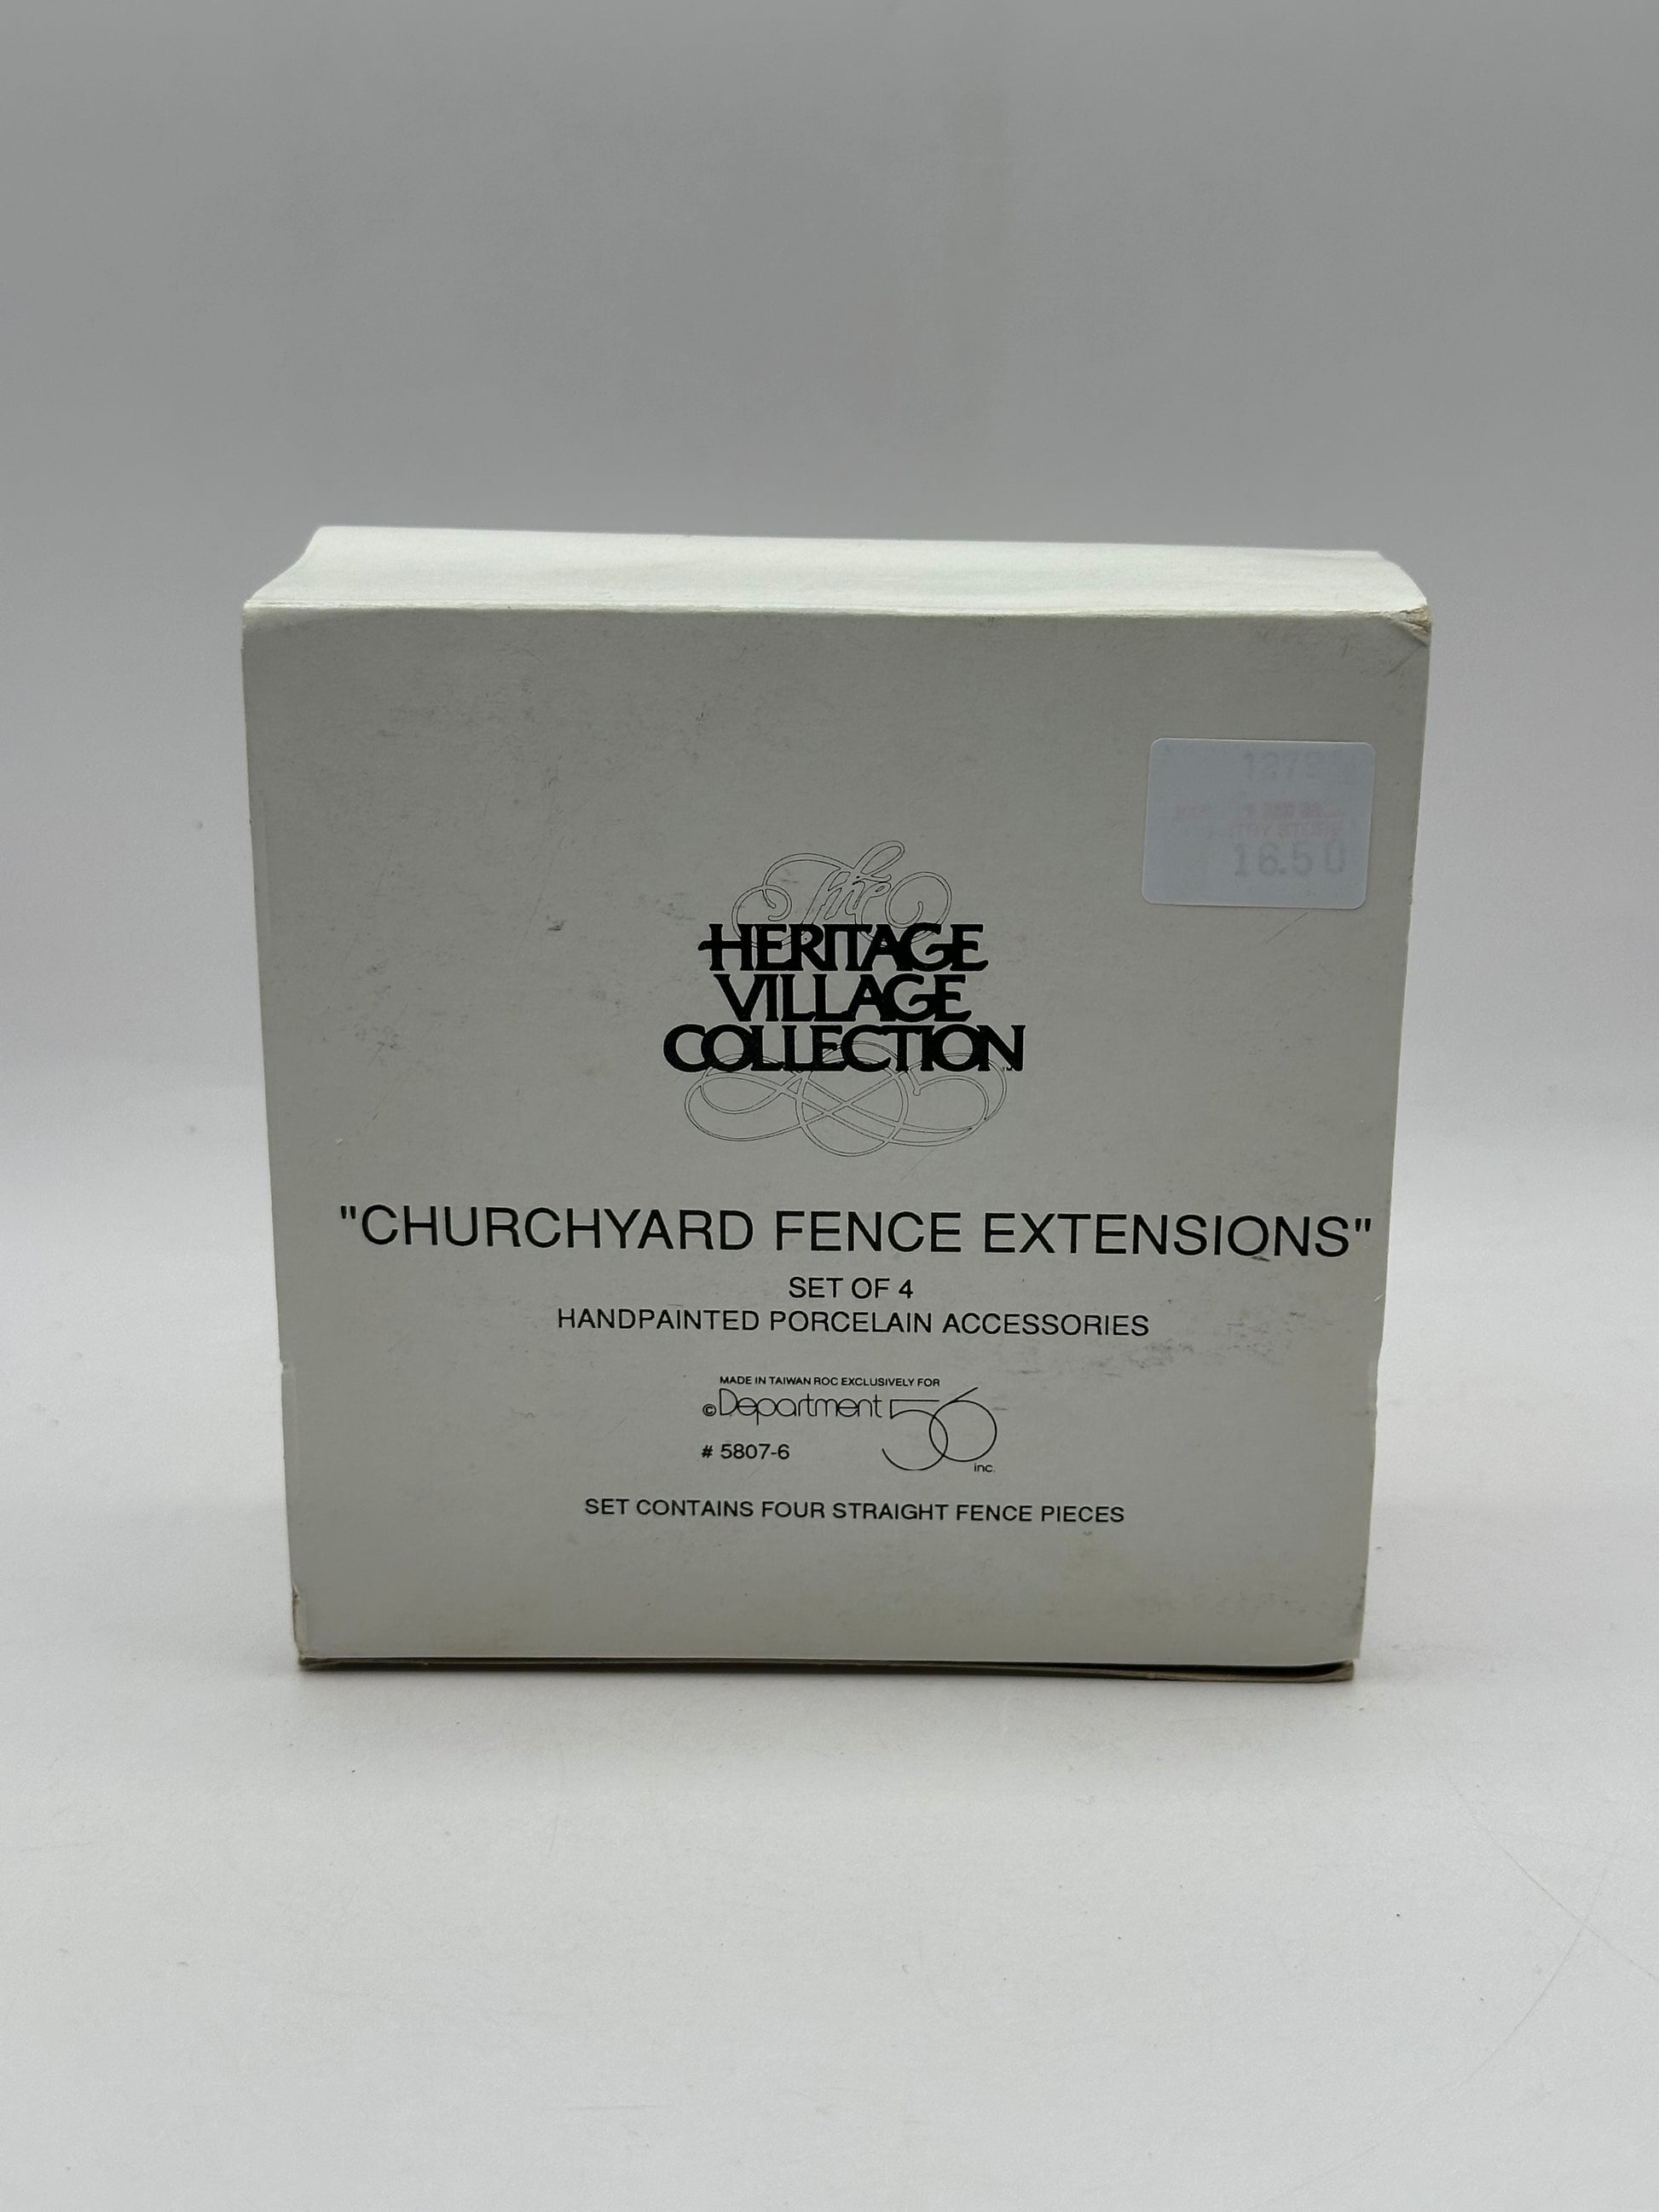 16.50
The
HERITAGE
VILLAGE
COLLECTION™
"CHURCHYARD FENCE EXTENSIONS"
SET OF 4
HANDPAINTED PORCELAIN ACCESSORIES
MADE IN TAIWAN ROC EXCLUSIVELY FOR
©Department 56
# 5807-6
inc.
SET CONTAINS FOUR STRAIGHT FENCE PIECES